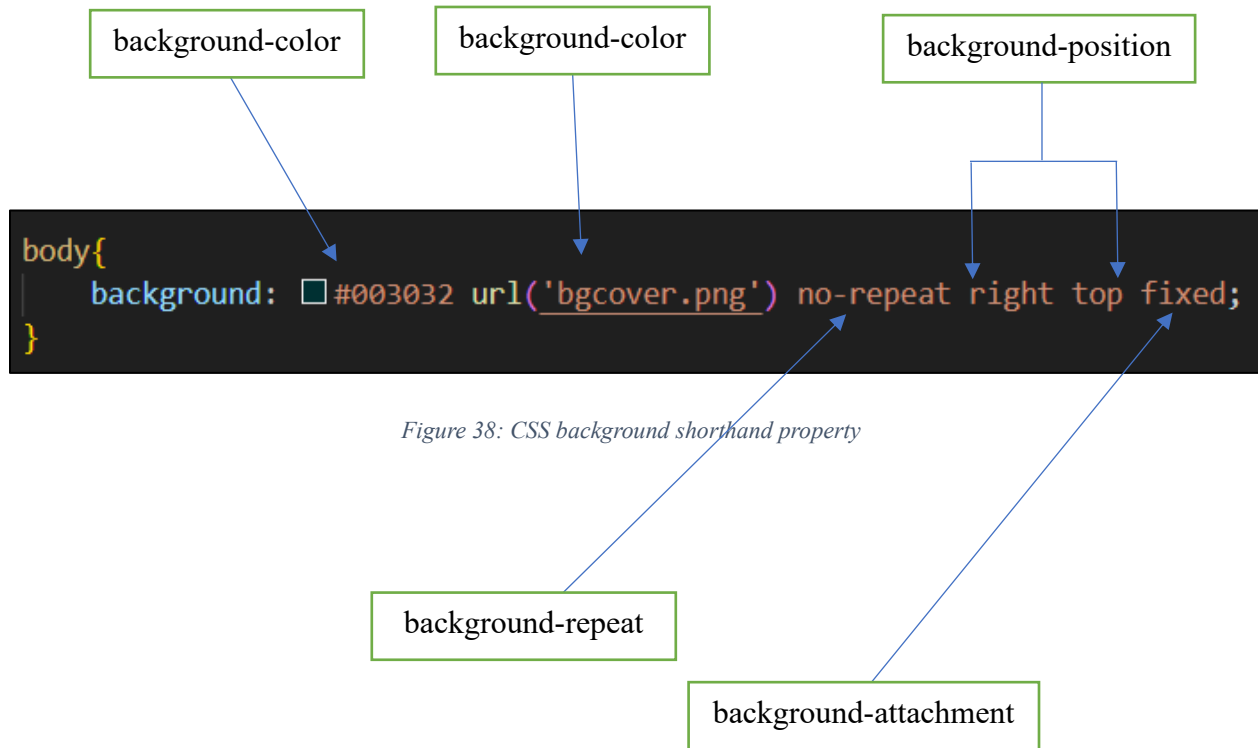 background-color
background-color
background-position
body{
background: #003032 url('bgcover.png') no-repeat right top fixed;
}
Figure 38: CSS background shorthand property
background-repeat
background-attachment